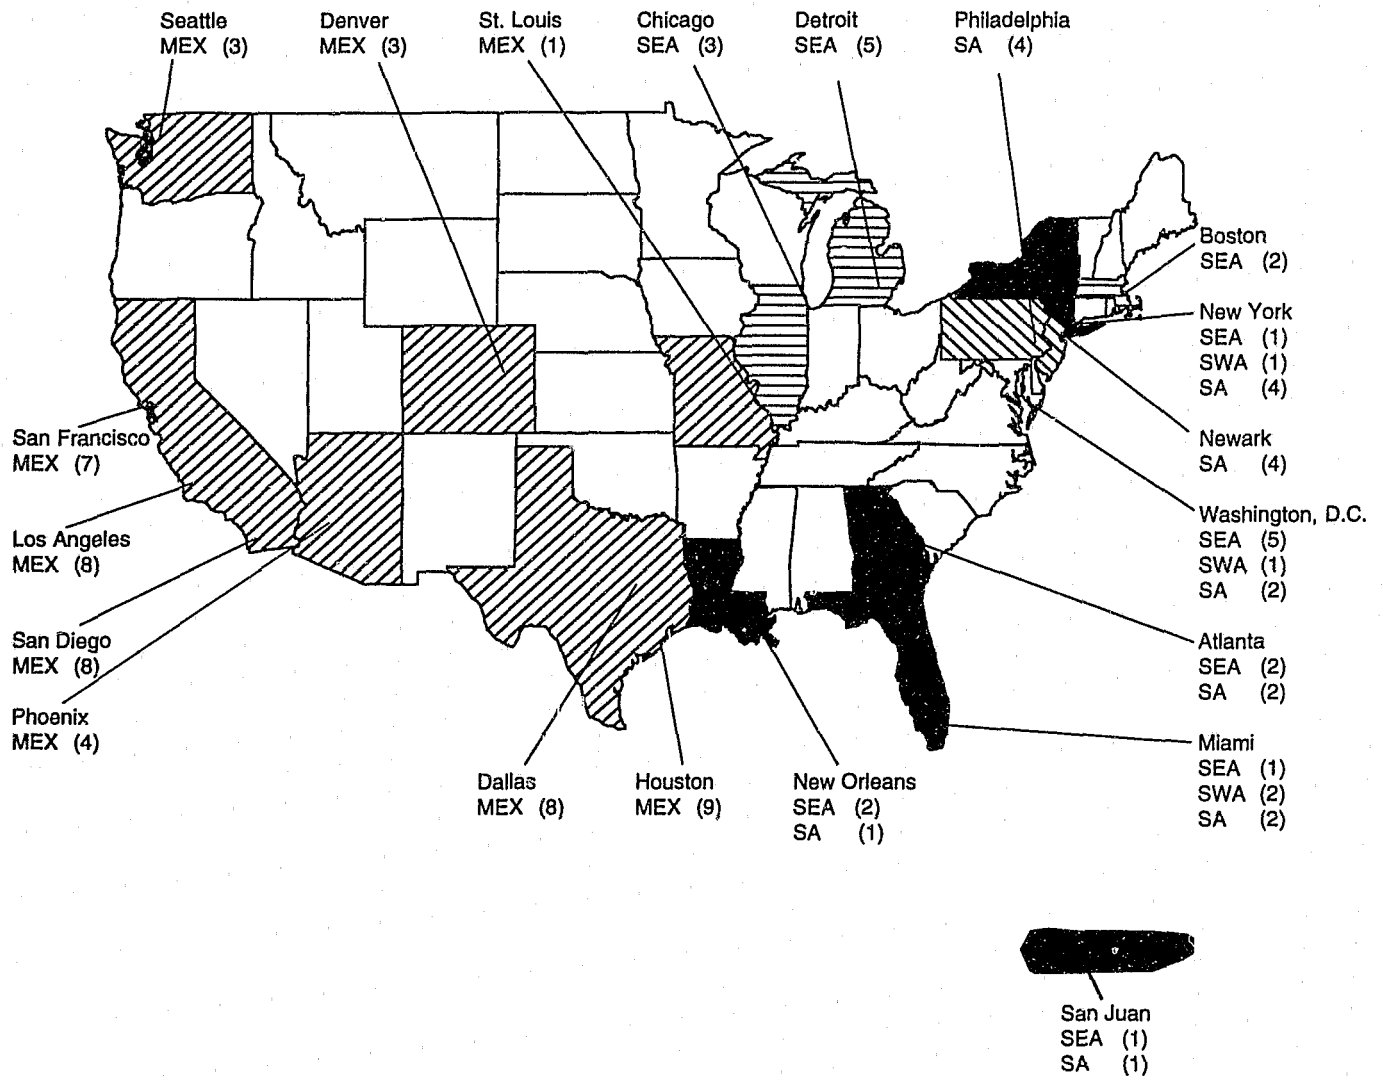 Seattle
MEX (3)
Denver
MEX (3)
St. Louis
MEX (1)
Chicago
SEA (3)
Detroit
SEA (5)
Philadelphia
SA (4)
Boston
SEA (2)
New York
SEA (1)
SWA (1)
SA (4)
Newark
SA (4)
Washington, D.C.
SEA (5)
SWA (1)
SA (2)
Atlanta
SEA (2)
SA (2)
Miami
SEA (1)
SWA (2)
SA (2)
San Francisco
MEX (7)
Los Angeles
MEX (8)
San Diego
MEX (8)
Phoenix
MEX (4)
Dallas
MEX (8)
Houston
MEX (9)
New Orleans
SEA (2)
SA (1)
San Juan
SEA (1)
SA (1)